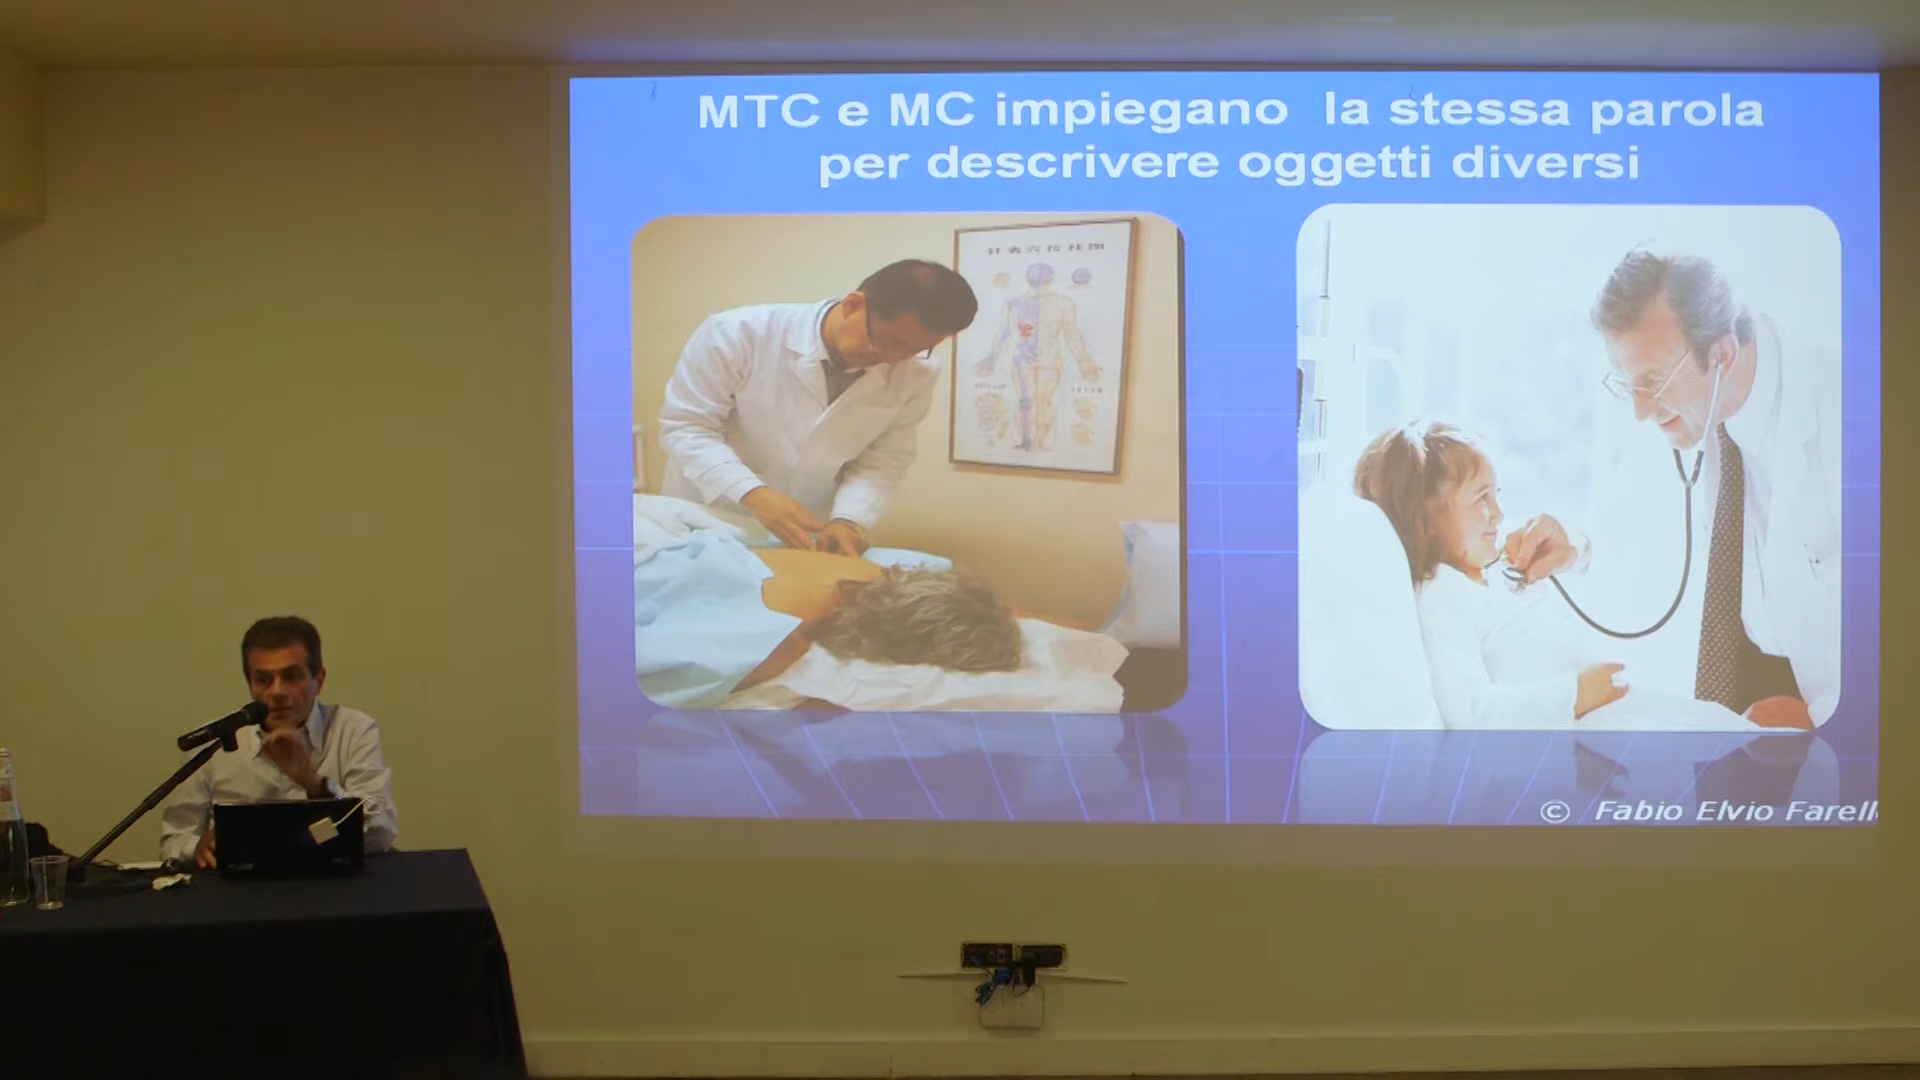 MTC e MC impiegano la stessa parola
per descrivere oggetti diversi
© Fabio Elvio Farell